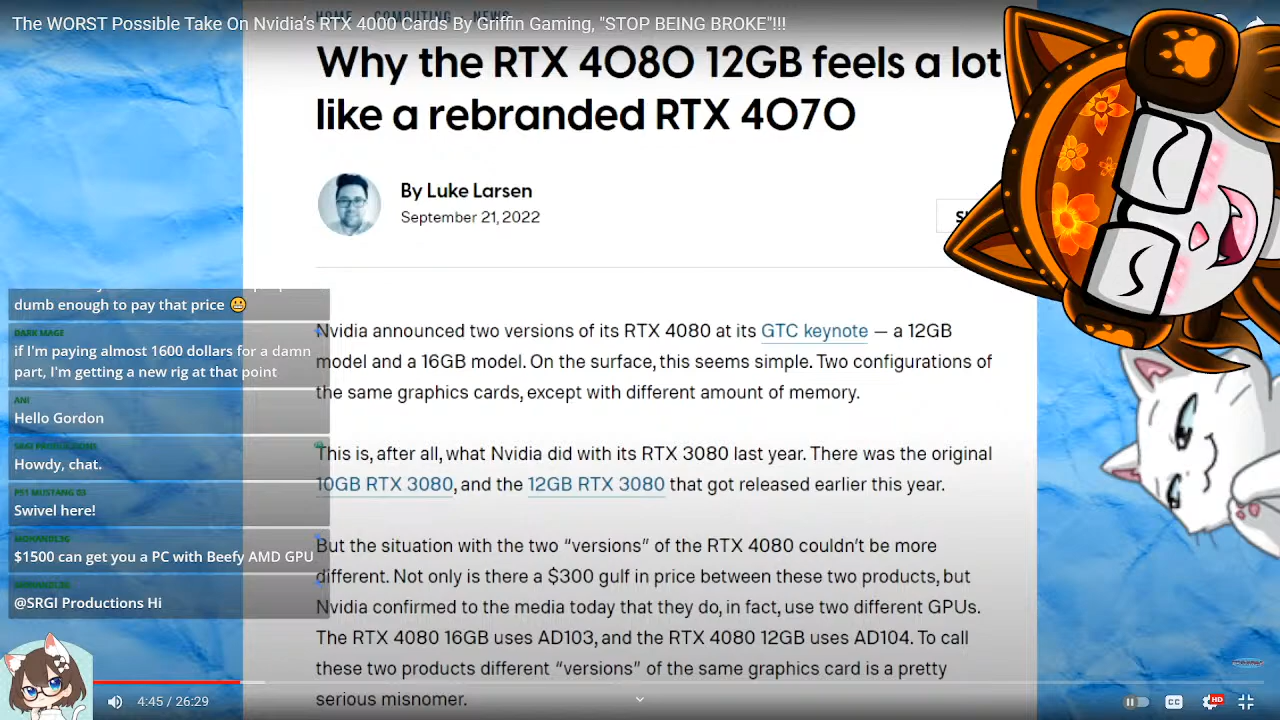 The WORST Possible Take On Nvidia's RTX 4000 Cards By Griffin Gaming, "STOP BEING BROKE"!!!
HOME COMPUTING NEWS
Why the RTX 4080 12GB feels a lot
like a rebranded RTX 4070
By Luke Larsen
September 21, 2022
Nvidia announced two versions of its RTX 4080 at its GTC keynote — a 12GB
model and a 16GB model. On the surface, this seems simple. Two configurations of
the same graphics cards, except with different amount of memory.
This is, after all, what Nvidia did with its RTX 3080 last year. There was the original
10GB RTX 3080, and the 12GB RTX 3080 that got released earlier this year.
But the situation with the two “versions” of the RTX 4080 couldn’t be more
different. Not only is there a $300 gulf in price between these two products, but
Nvidia confirmed to the media today that they do, in fact, use two different GPUs.
The RTX 4080 16GB uses AD103, and the RTX 4080 12GB uses AD104. To call
these two products different “versions” of the same graphics card is a pretty
serious misnomer.
dumb enough to pay that price 😬
DARK MAGE
if I'm paying almost 1600 dollars for a damn
part, I'm getting a new rig at that point
ANI
Hello Gordon
SRGI PRODUCTIONS
Howdy, chat.
P51 MUSTANG 03
Swivel here!
$1500 can get you a PC with Beefy AMD GPU
@SRGI Productions Hi
4:45 / 26:29
CC
HD